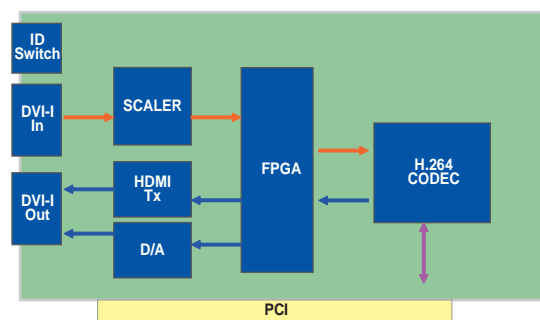 ID
Switch
DVI-I
In
SCALER
FPGA
H.264
CODEC
HDMI
Tx
DVI-I
Out
D/A
PCI